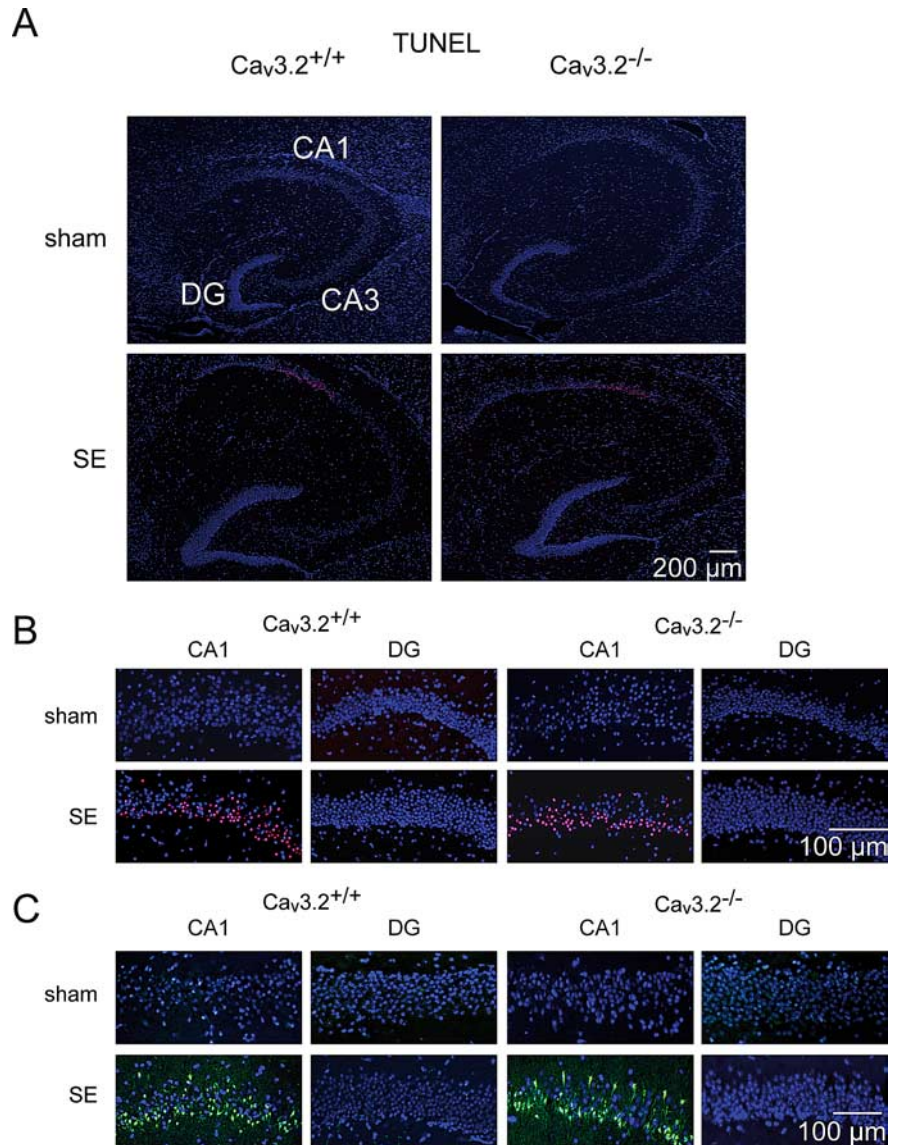 A
TUNEL
Cav3.2+/+ Cav3.2-/-
sham
CA1
DG
CA3
SE
200 µm
B
Cav3.2+/+ Cav3.2-/-
CA1 DG CA1 DG
sham
SE
100 µm
C
Cav3.2+/+ Cav3.2-/-
CA1 DG CA1 DG
sham
SE
100 µm